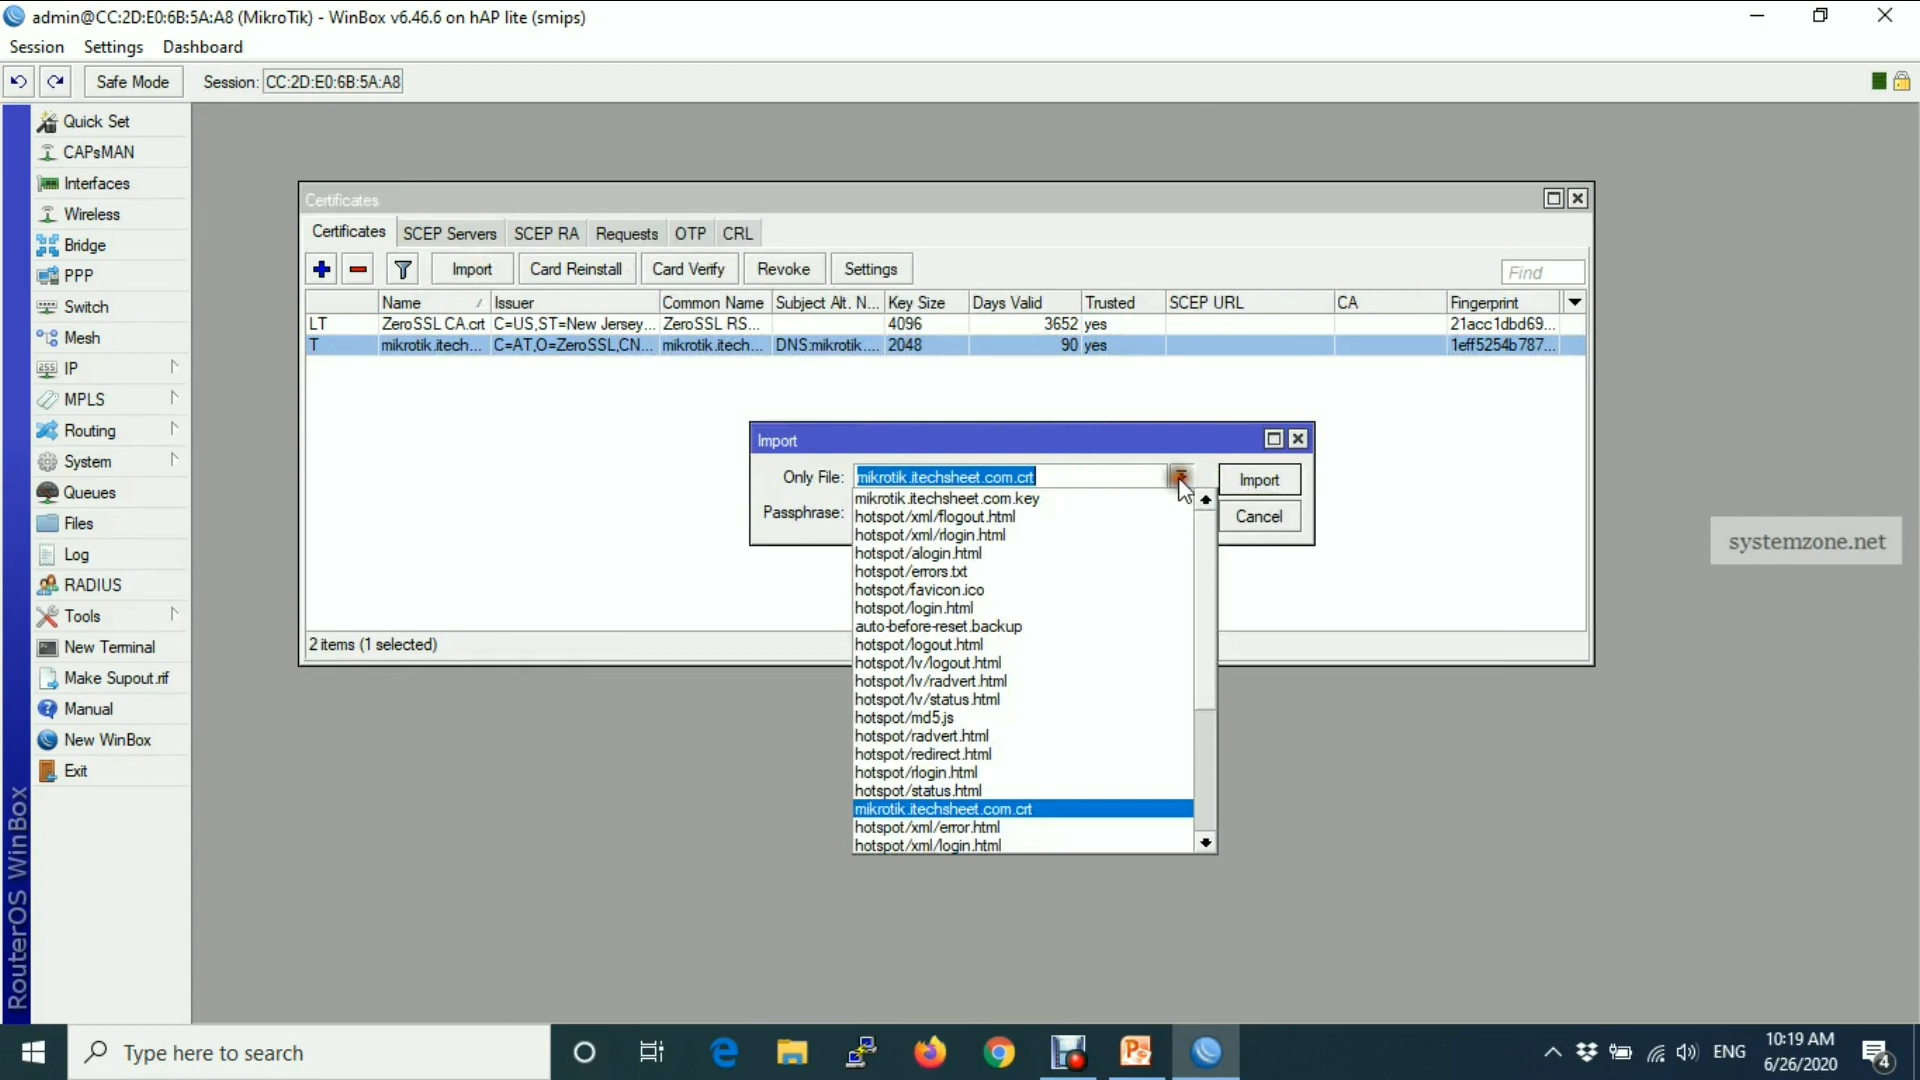 admin@CC:2D:E0:6B:5A:A8 (MikroTik) - WinBox v6.46.6 on hAP lite (smips)
Session Settings Dashboard
Safe Mode Session: CC:2D:E0:6B:5A:A8
Quick Set
CAPsMAN
Interfaces
Wireless
Bridge
PPP
Switch
Mesh
IP
MPLS
Routing
System
Queues
Files
Log
RADIUS
Tools
New Terminal
Make Supout.rif
Manual
New WinBox
Exit
RouterOS WinBox
Certificates
Certificates SCEP Servers SCEP RA Requests OTP CRL
Import Card Reinstall Card Verify Revoke Settings Find
Name Issuer Common Name Subject Alt. N... Key Size Days Valid Trusted SCEP URL CA Fingerprint
LT ZeroSSL CA.crt C=US,ST=New Jersey... ZeroSSL RS... 4096 3652 yes 21acc1dbd69...
T mikrotik.itech... C=AT,O=ZeroSSL,CN... mikrotik.itech... DNS:mikrotik.... 2048 90 yes 1eff5254b787...
2 items (1 selected)
Import
Only File: mikrotik.itechsheet.com.crt Import
Passphrase: Cancel
mikrotik.itechsheet.com.key
hotspot/xml/flogout.html
hotspot/xml/rlogin.html
hotspot/alogin.html
hotspot/errors.txt
hotspot/favicon.ico
hotspot/login.html
auto-before-reset.backup
hotspot/logout.html
hotspot/lv/logout.html
hotspot/lv/radvert.html
hotspot/lv/status.html
hotspot/md5.js
hotspot/radvert.html
hotspot/redirect.html
hotspot/rlogin.html
hotspot/status.html
mikrotik.itechsheet.com.crt
hotspot/xml/error.html
hotspot/xml/login.html
systemzone.net
Type here to search
ENG
10:19 AM
6/26/2020
4